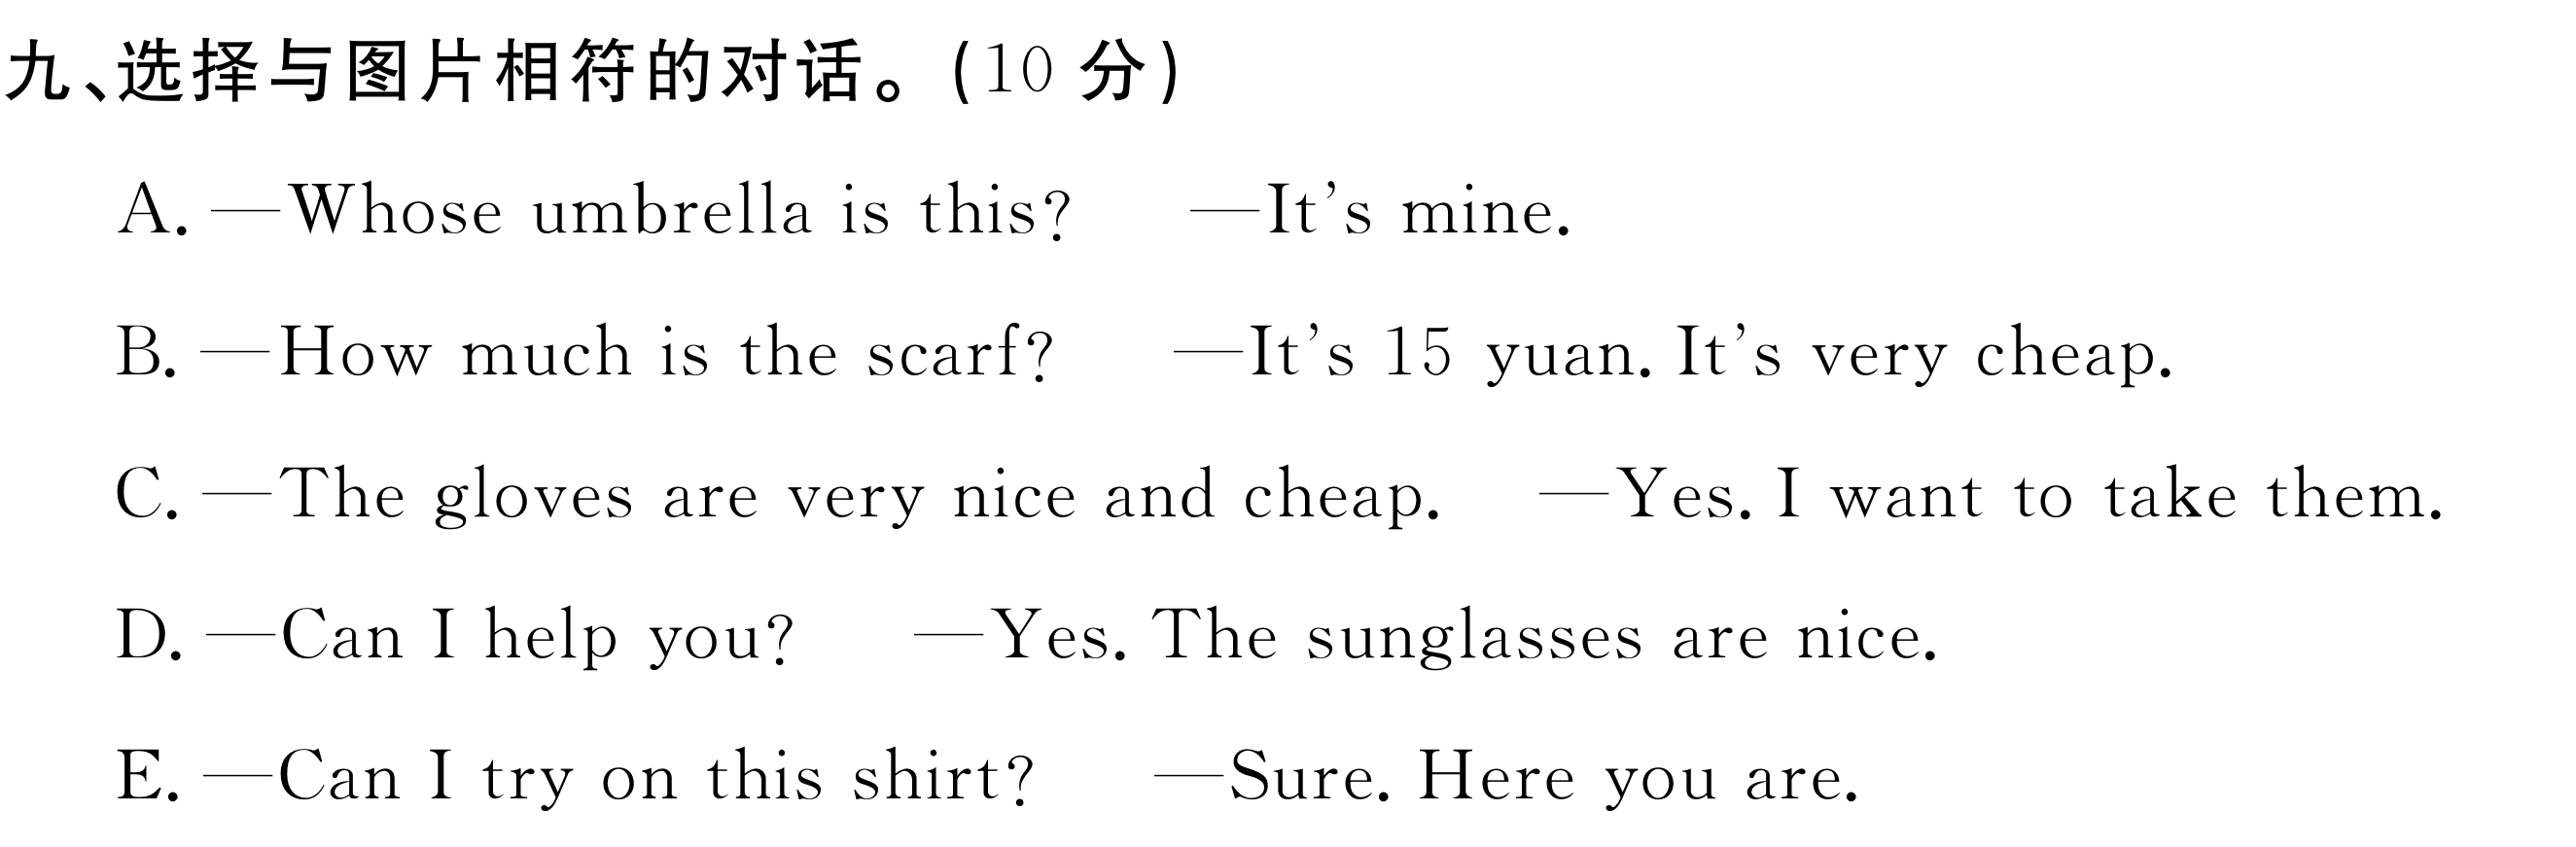 九、选择与图片相符的对话。(10 分)
A. —Whose umbrella is this? —It's mine.
B. —How much is the scarf? —It's 15 yuan. It's very cheap.
C. —The gloves are very nice and cheap. —Yes. I want to take them.
D. —Can I help you? —Yes. The sunglasses are nice.
E. —Can I try on this shirt? —Sure. Here you are.